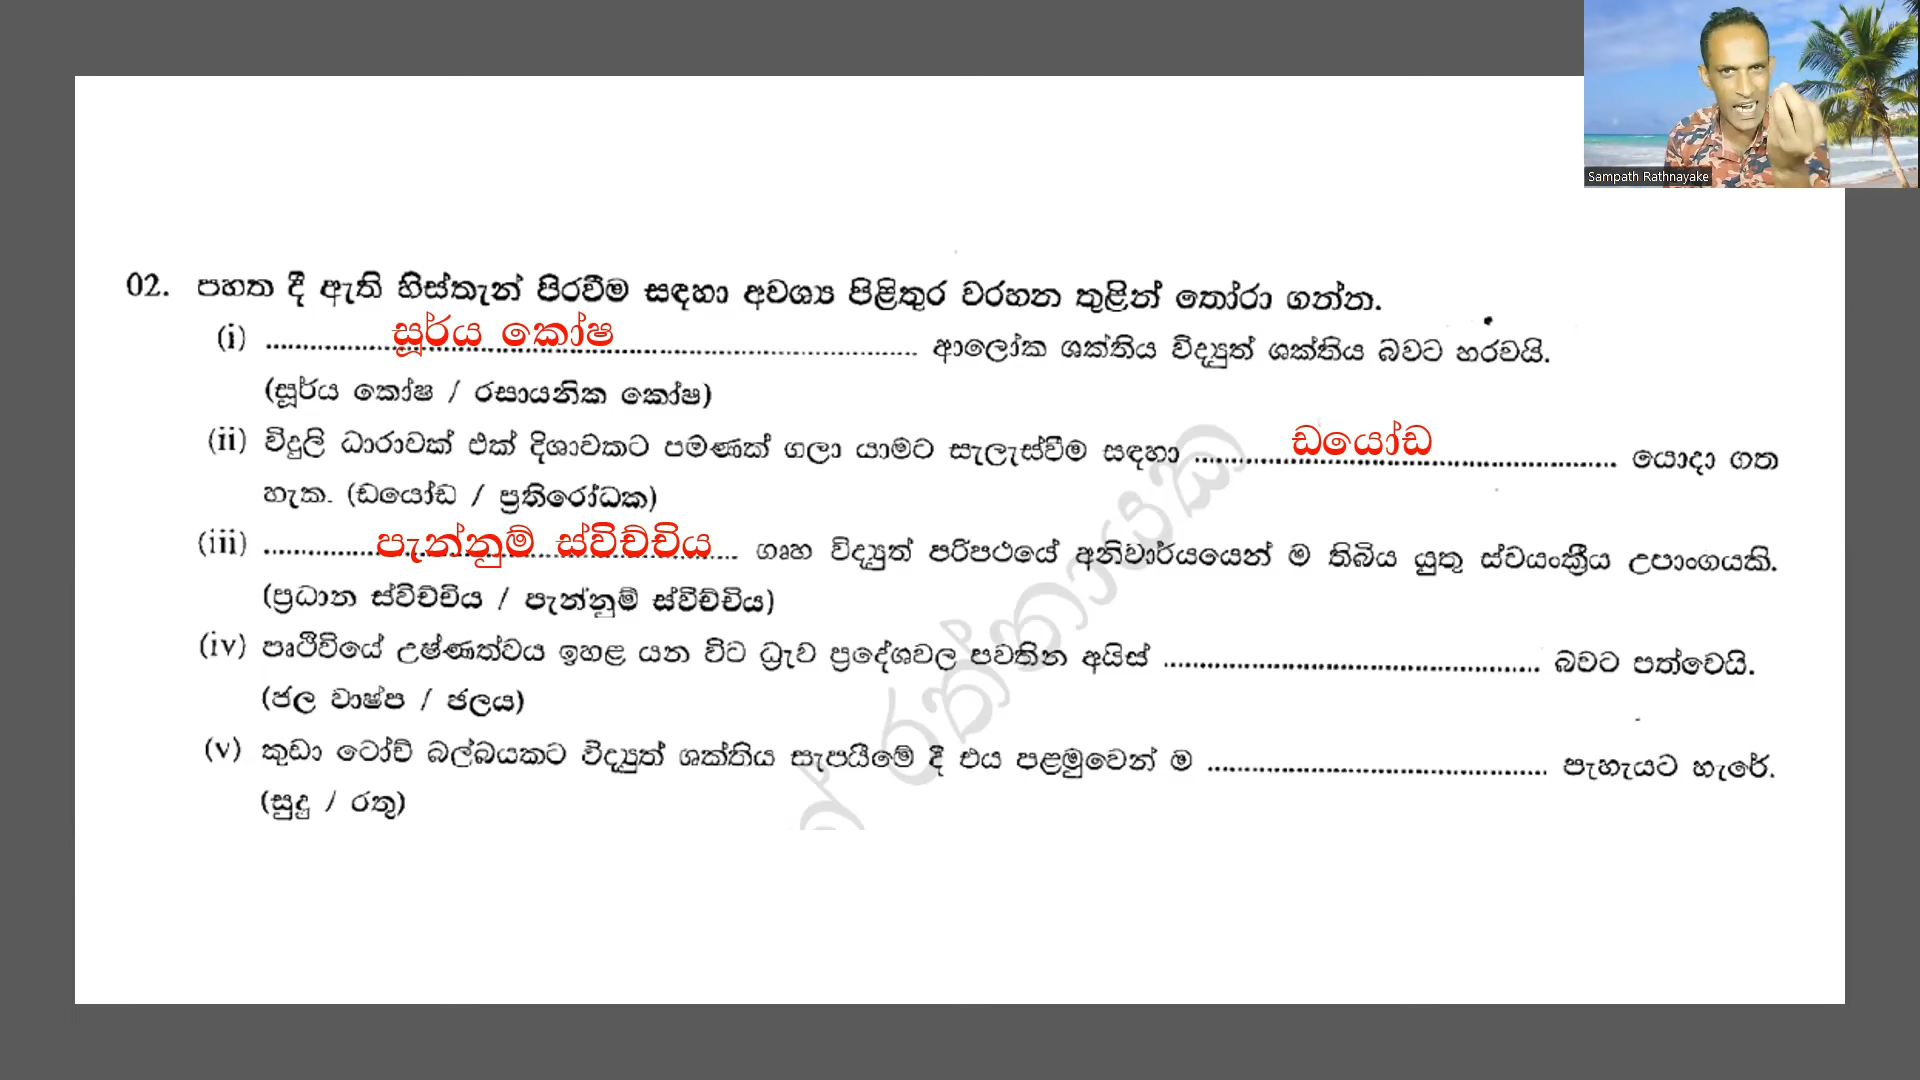 Sampath Rathnayake
02. පහත දී ඇති හිස්තැන් පිරවීම සඳහා අවශ්‍ය පිළිතුර වරහන තුළින් තෝරා ගන්න.
(i) සූර්ය කෝෂ ආලෝක ශක්තිය විද්‍යුත් ශක්තිය බවට හරවයි.
(සූර්ය කෝෂ / රසායනික කෝෂ)
(ii) විදුලි ධාරාවක් එක් දිශාවකට පමණක් ගලා යාමට සැලැස්වීම සඳහා ඩයෝඩ යොදා ගත
හැක. (ඩයෝඩ / ප්‍රතිරෝධක)
(iii) පැන්නුම් ස්විච්චිය ගෘහ විද්‍යුත් පරිපථයේ අනිවාර්යයෙන් ම තිබිය යුතු ස්වයංක්‍රීය උපාංගයකි.
(ප්‍රධාන ස්විච්චිය / පැන්නුම් ස්විච්චිය)
(iv) පෘථිවියේ උෂ්ණත්වය ඉහළ යන විට ධ්‍රැව ප්‍රදේශවල පවතින අයිස් .................... බවට පත්වෙයි.
(ජල වාෂ්ප / ජලය)
(v) කුඩා ටෝච් බල්බයකට විද්‍යුත් ශක්තිය සැපයීමේ දී එය පළමුවෙන් ම .................... පැහැයට හැරේ.
(සුදු / රතු)